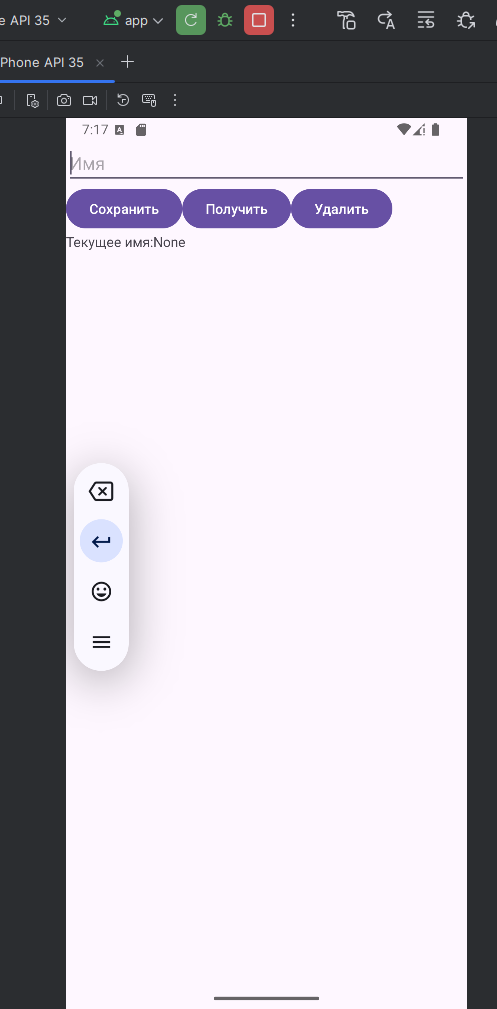 e API 35 app
Phone API 35
7:17 A
Имя
Сохранить Получить Удалить
Текущее имя:None